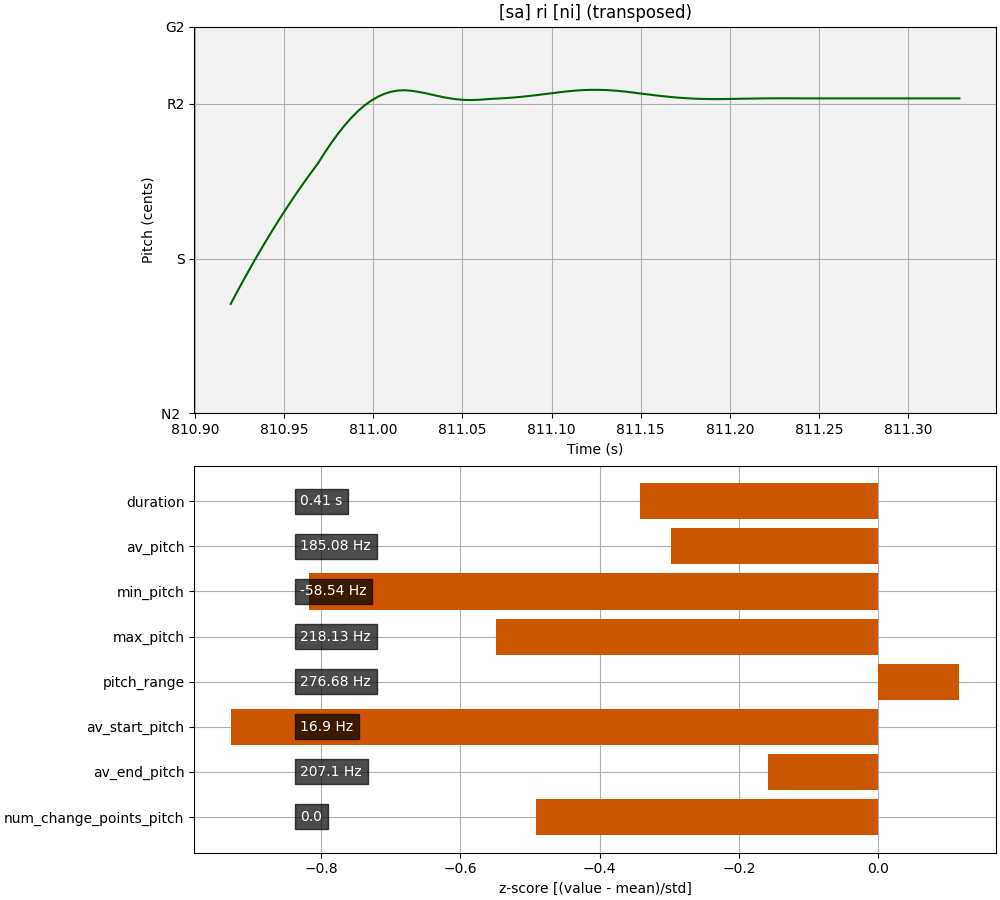 [sa] ri [ni] (transposed)
G2
R2
S
N2
Pitch (cents)
810.90 810.95 811.00 811.05 811.10 811.15 811.20 811.25 811.30
Time (s)
duration 0.41 s
av_pitch 185.08 Hz
min_pitch -58.54 Hz
max_pitch 218.13 Hz
pitch_range 276.68 Hz
av_start_pitch 16.9 Hz
av_end_pitch 207.1 Hz
num_change_points_pitch 0.0
−0.8 −0.6 −0.4 −0.2 0.0
z-score [(value - mean)/std]